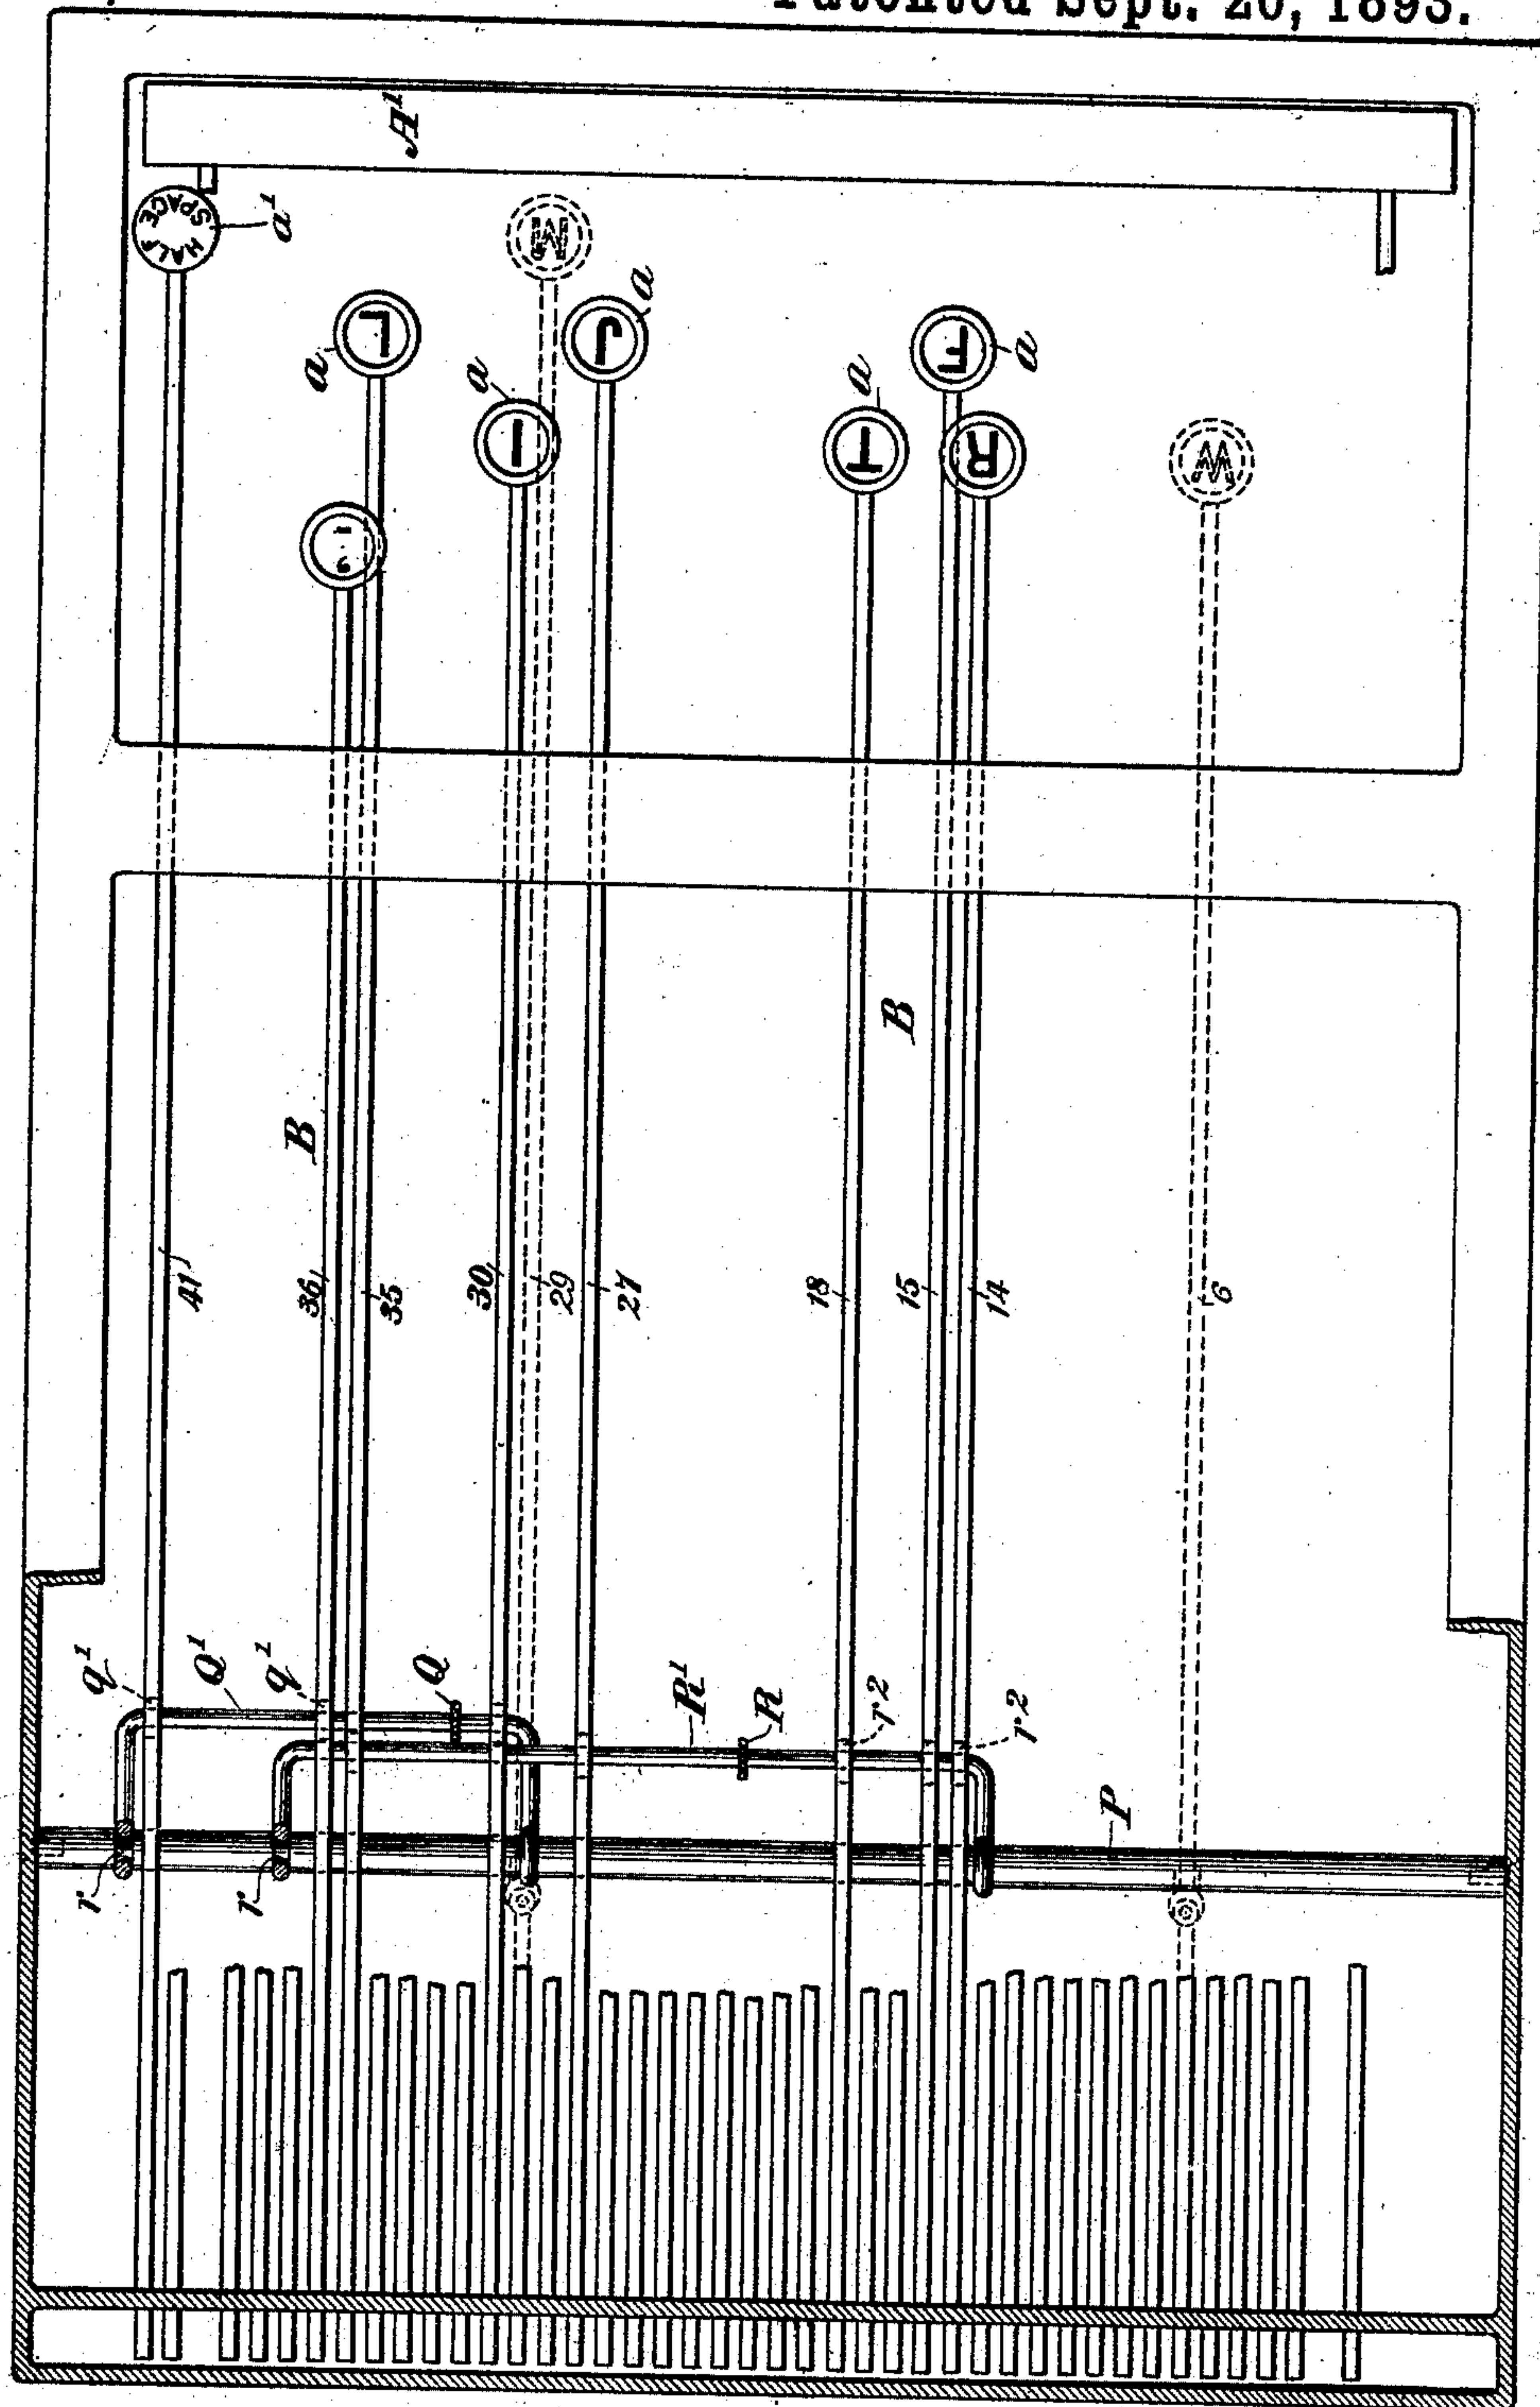 Patented Sept. 26, 1893.
A¹
HALF SPACE
a¹
M
L
a
J
a
I
a
T
a
F
a
R
W
B
B
41
36
35
30
29
27
18
15
14
6
q¹
Q¹
q¹
Q
R¹
R
r²
r²
P
r
r